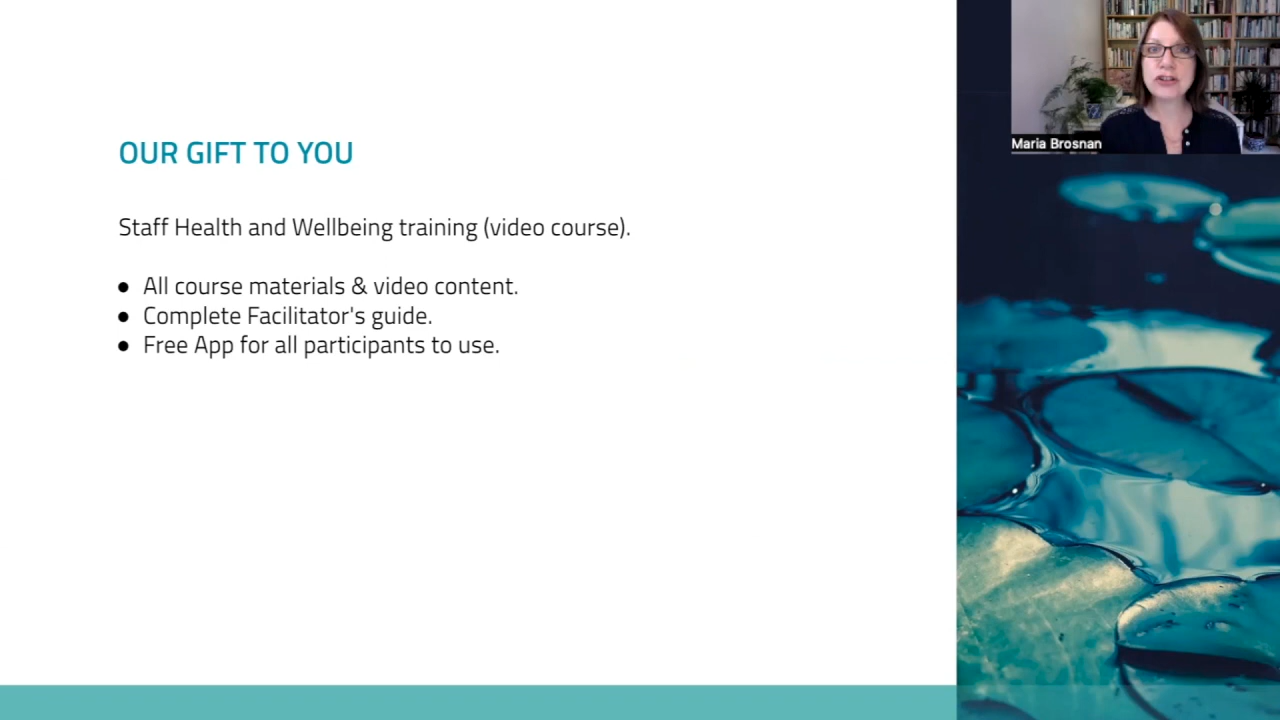 OUR GIFT TO YOU
Staff Health and Wellbeing training (video course).
● All course materials & video content.
● Complete Facilitator's guide.
● Free App for all participants to use.
Maria Brosnan